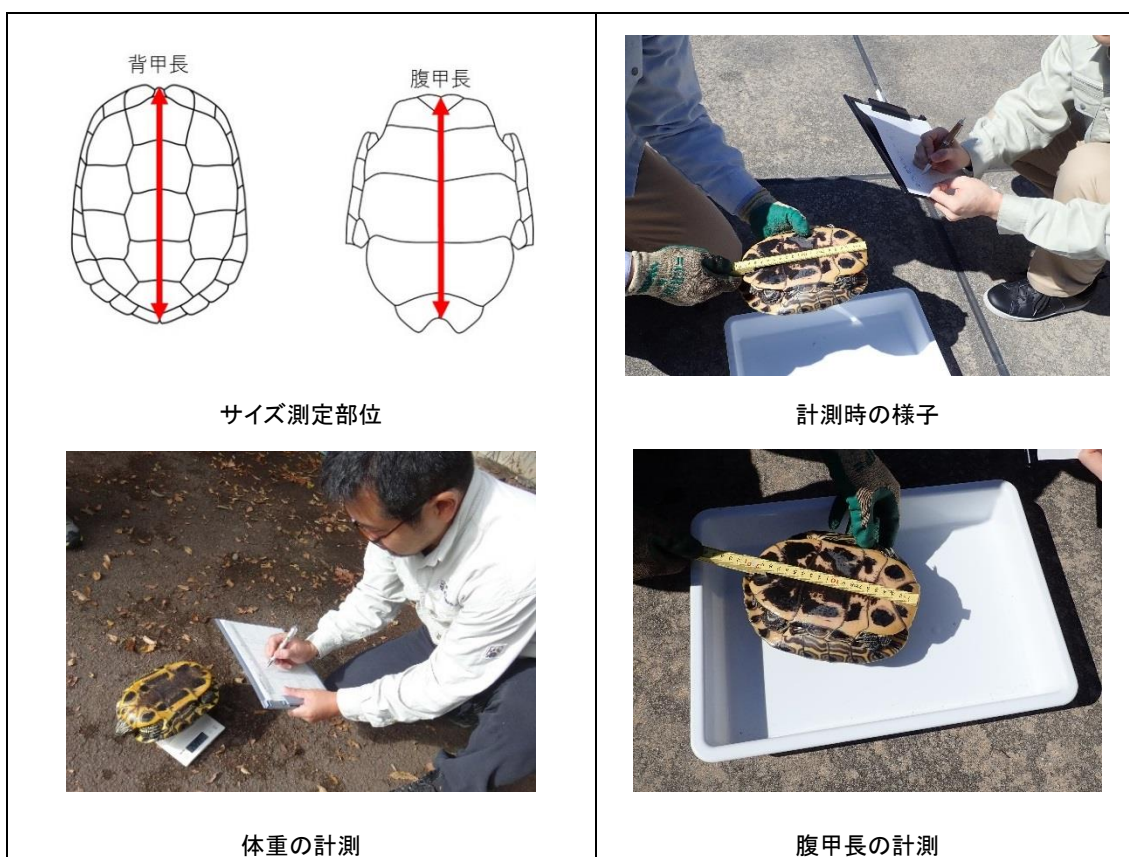 背甲長
腹甲長
サイズ測定部位
計測時の様子
体重の計測
腹甲長の計測